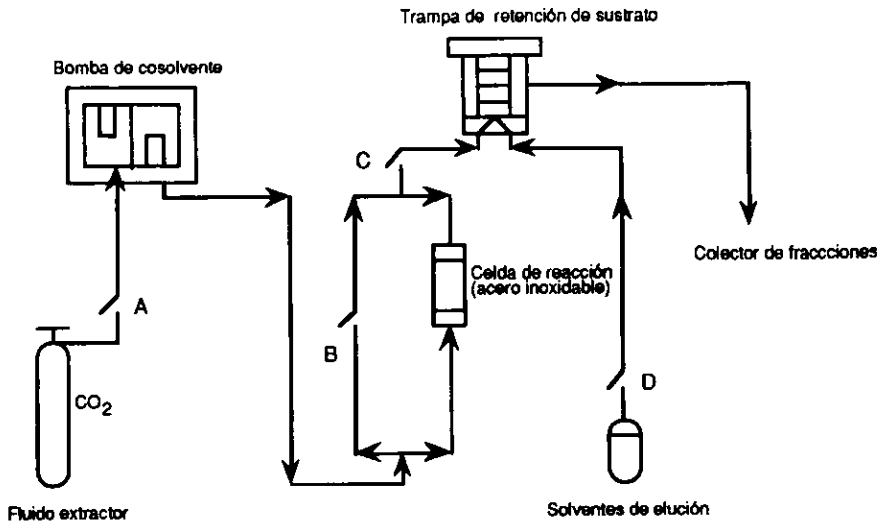 Trampa de retención de sustrato
Bomba de cosolvente
C
A
B
Celda de reacción
(acero inoxidable)
Colector de fraccciones
D
CO2
Fluido extractor
Solventes de elución